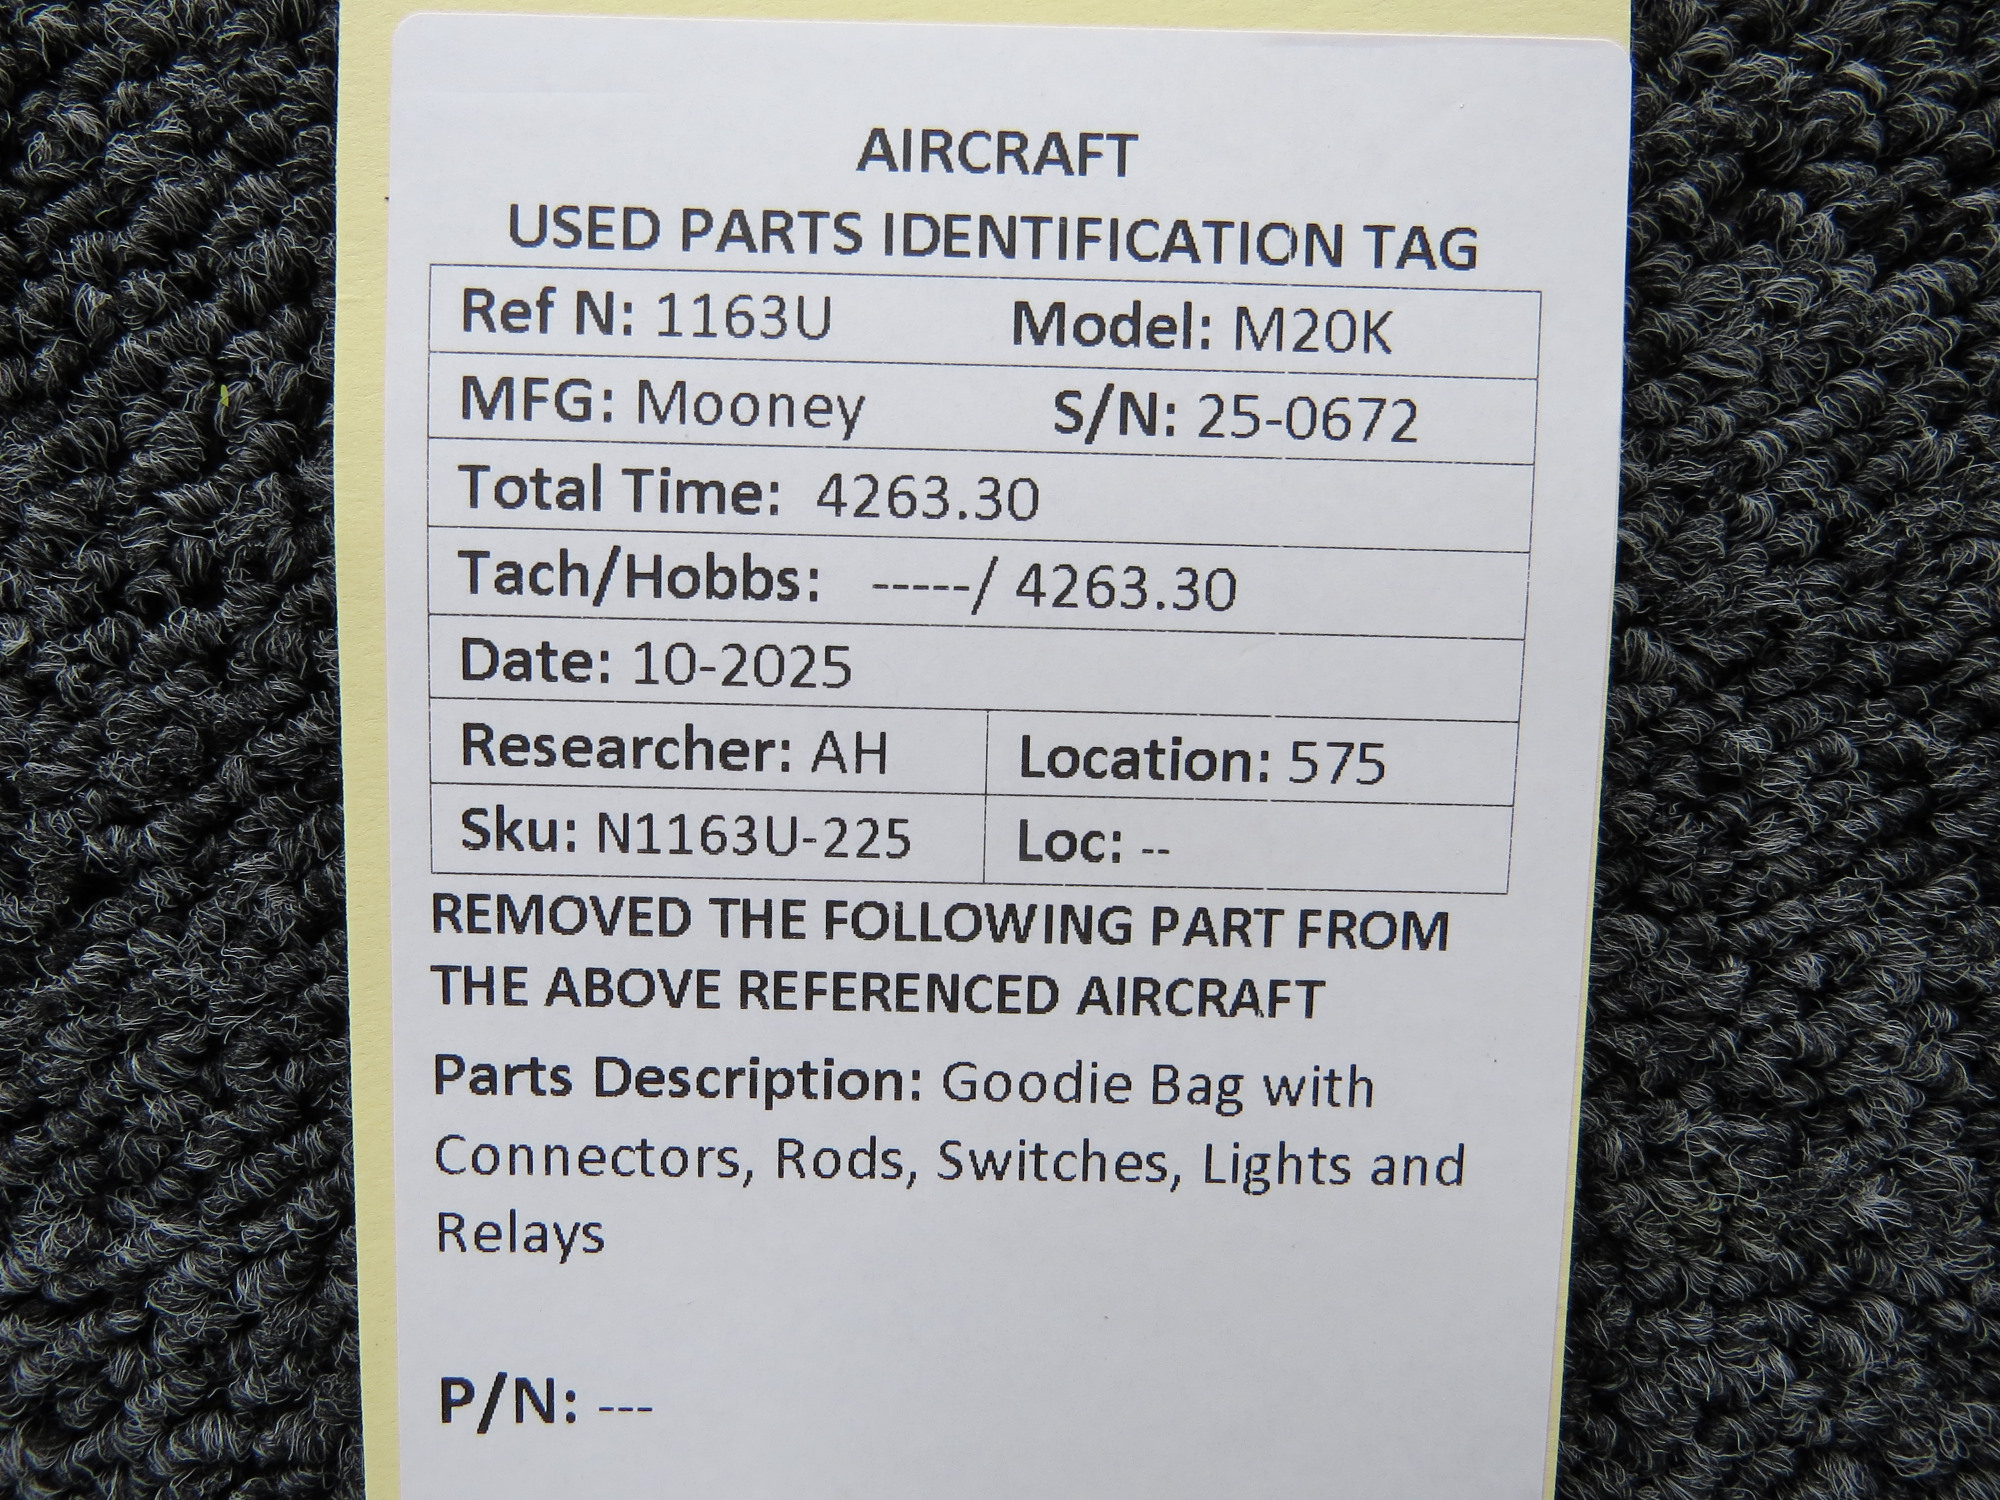 AIRCRAFT
USED PARTS IDENTIFICATION TAG
Ref N: 1163U Model: M20K
MFG: Mooney S/N: 25-0672
Total Time: 4263.30
Tach/Hobbs: -----/ 4263.30
Date: 10-2025
Researcher: AH Location: 575
Sku: N1163U-225 Loc: --
REMOVED THE FOLLOWING PART FROM
THE ABOVE REFERENCED AIRCRAFT
Parts Description: Goodie Bag with
Connectors, Rods, Switches, Lights and
Relays
P/N: ---